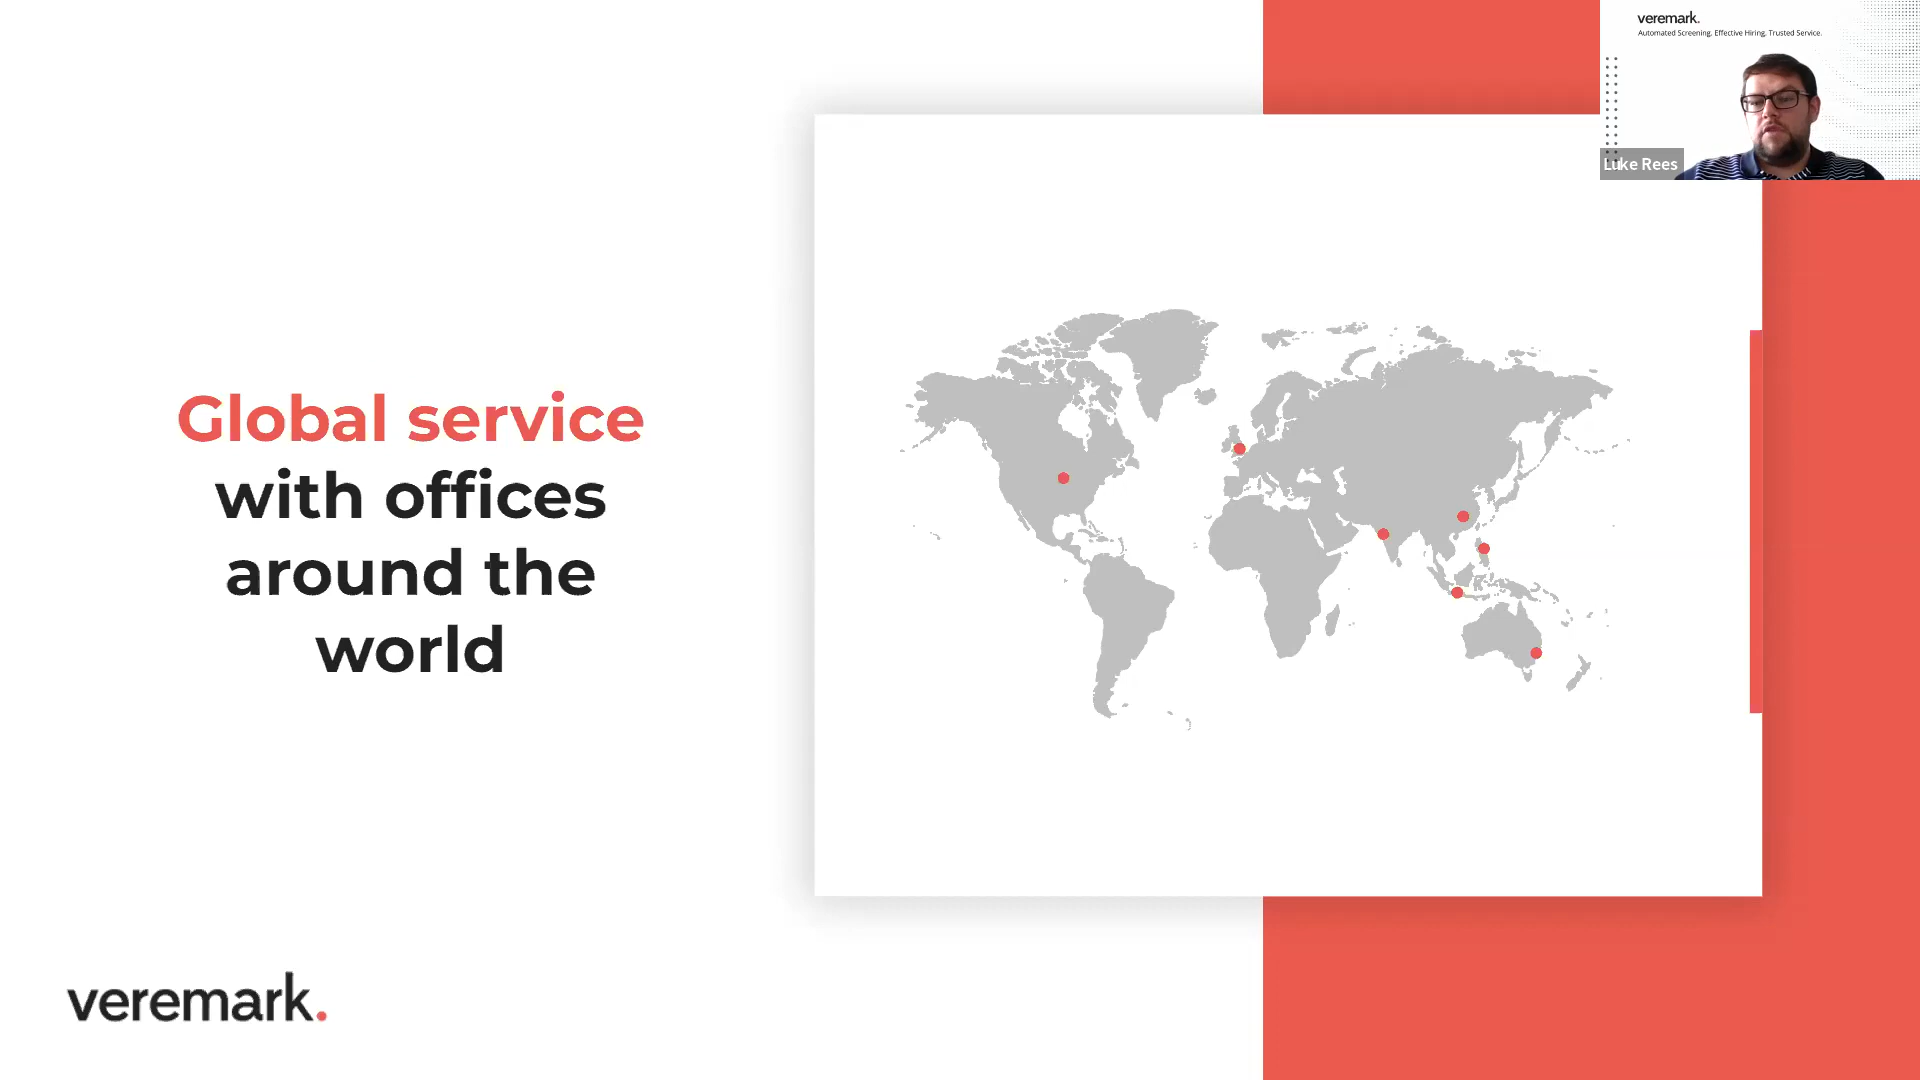 Global service
with offices
around the
world
veremark.
veremark.
Automated Screening. Effective Hiring. Trusted Service.
Luke Rees